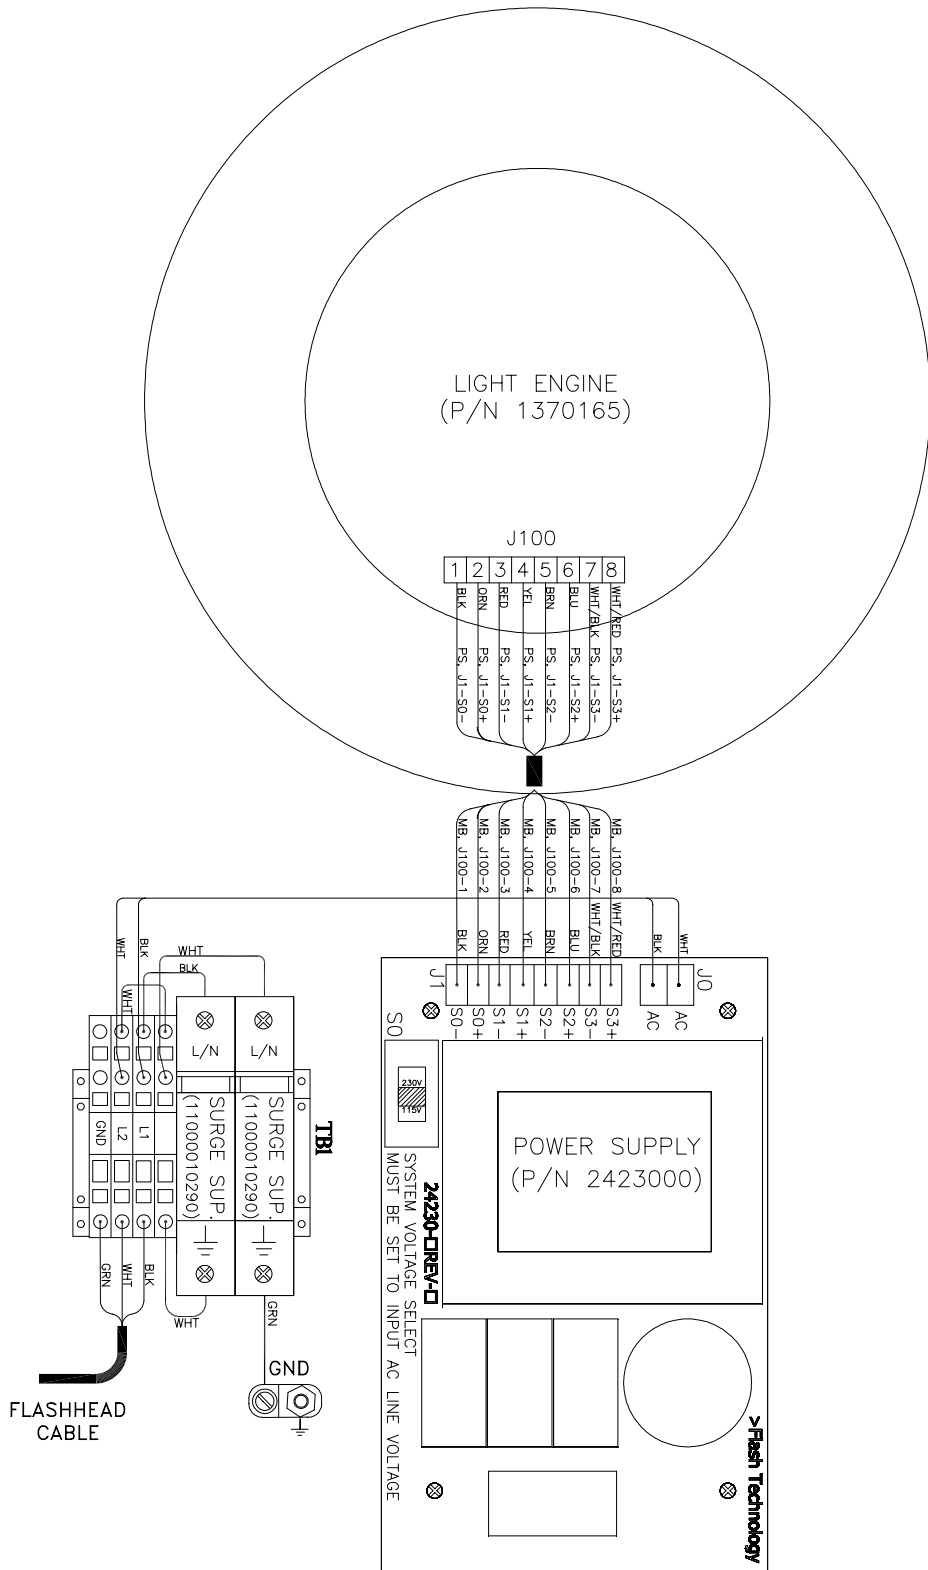 LIGHT ENGINE
(P/N 1370165)
J100
1 2 3 4 5 6 7 8
BLK ORN RED YEL BRN BLU WHT/BLK WHT/RED
PS, J1-S0-
PS, J1-S0+
PS, J1-S1-
PS, J1-S1+
PS, J1-S2-
PS, J1-S2+
PS, J1-S3-
PS, J1-S3+
MB, J100-1
MB, J100-2
MB, J100-3
MB, J100-4
MB, J100-5
MB, J100-6
MB, J100-7
MB, J100-8
BLK ORN RED YEL BRN BLU WHT/BLK WHT/RED
BLK WHT
J1
S0- S0+ S1- S1+ S2- S2+ S3- S3+
AC AC
J0
S0
230V
115V
POWER SUPPLY
(P/N 2423000)
24230-□REV-□
SYSTEM VOLTAGE SELECT
MUST BE SET TO INPUT AC LINE VOLTAGE
>Flash Technology
WHT
BLK
WHT
BLK
WHT
L/N
L/N
GND
L2
L1
SURGE SUP.
(11000010290)
SURGE SUP.
(11000010290)
TB1
GRN
WHT
BLK
WHT
GRN
GND
FLASHHEAD
CABLE